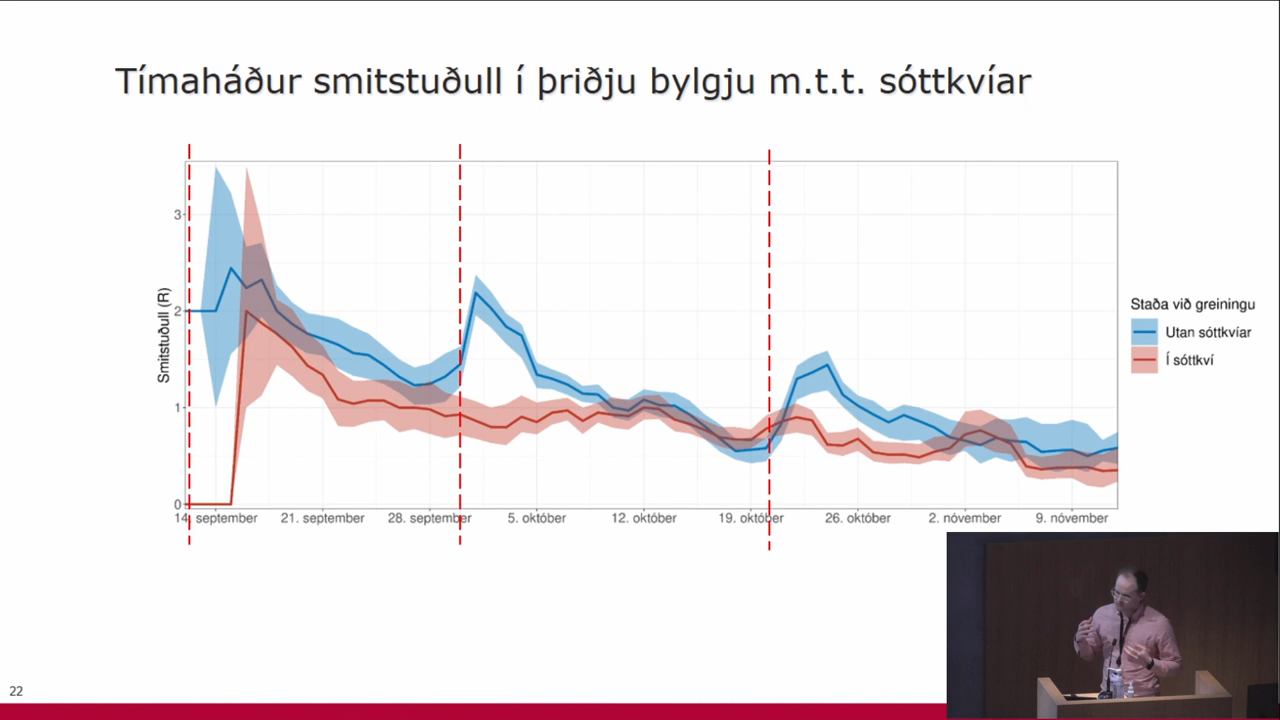 Tímaháður smitstuðull í þriðju bylgju m.t.t. sóttkvíar
Smitstuðull (R)
3
2
1
0
14. september 21. september 28. september 5. október 12. október 19. október 26. október 2. nóvember 9. nóvember
Staða við greiningu
Utan sóttkvíar
Í sóttkví
22